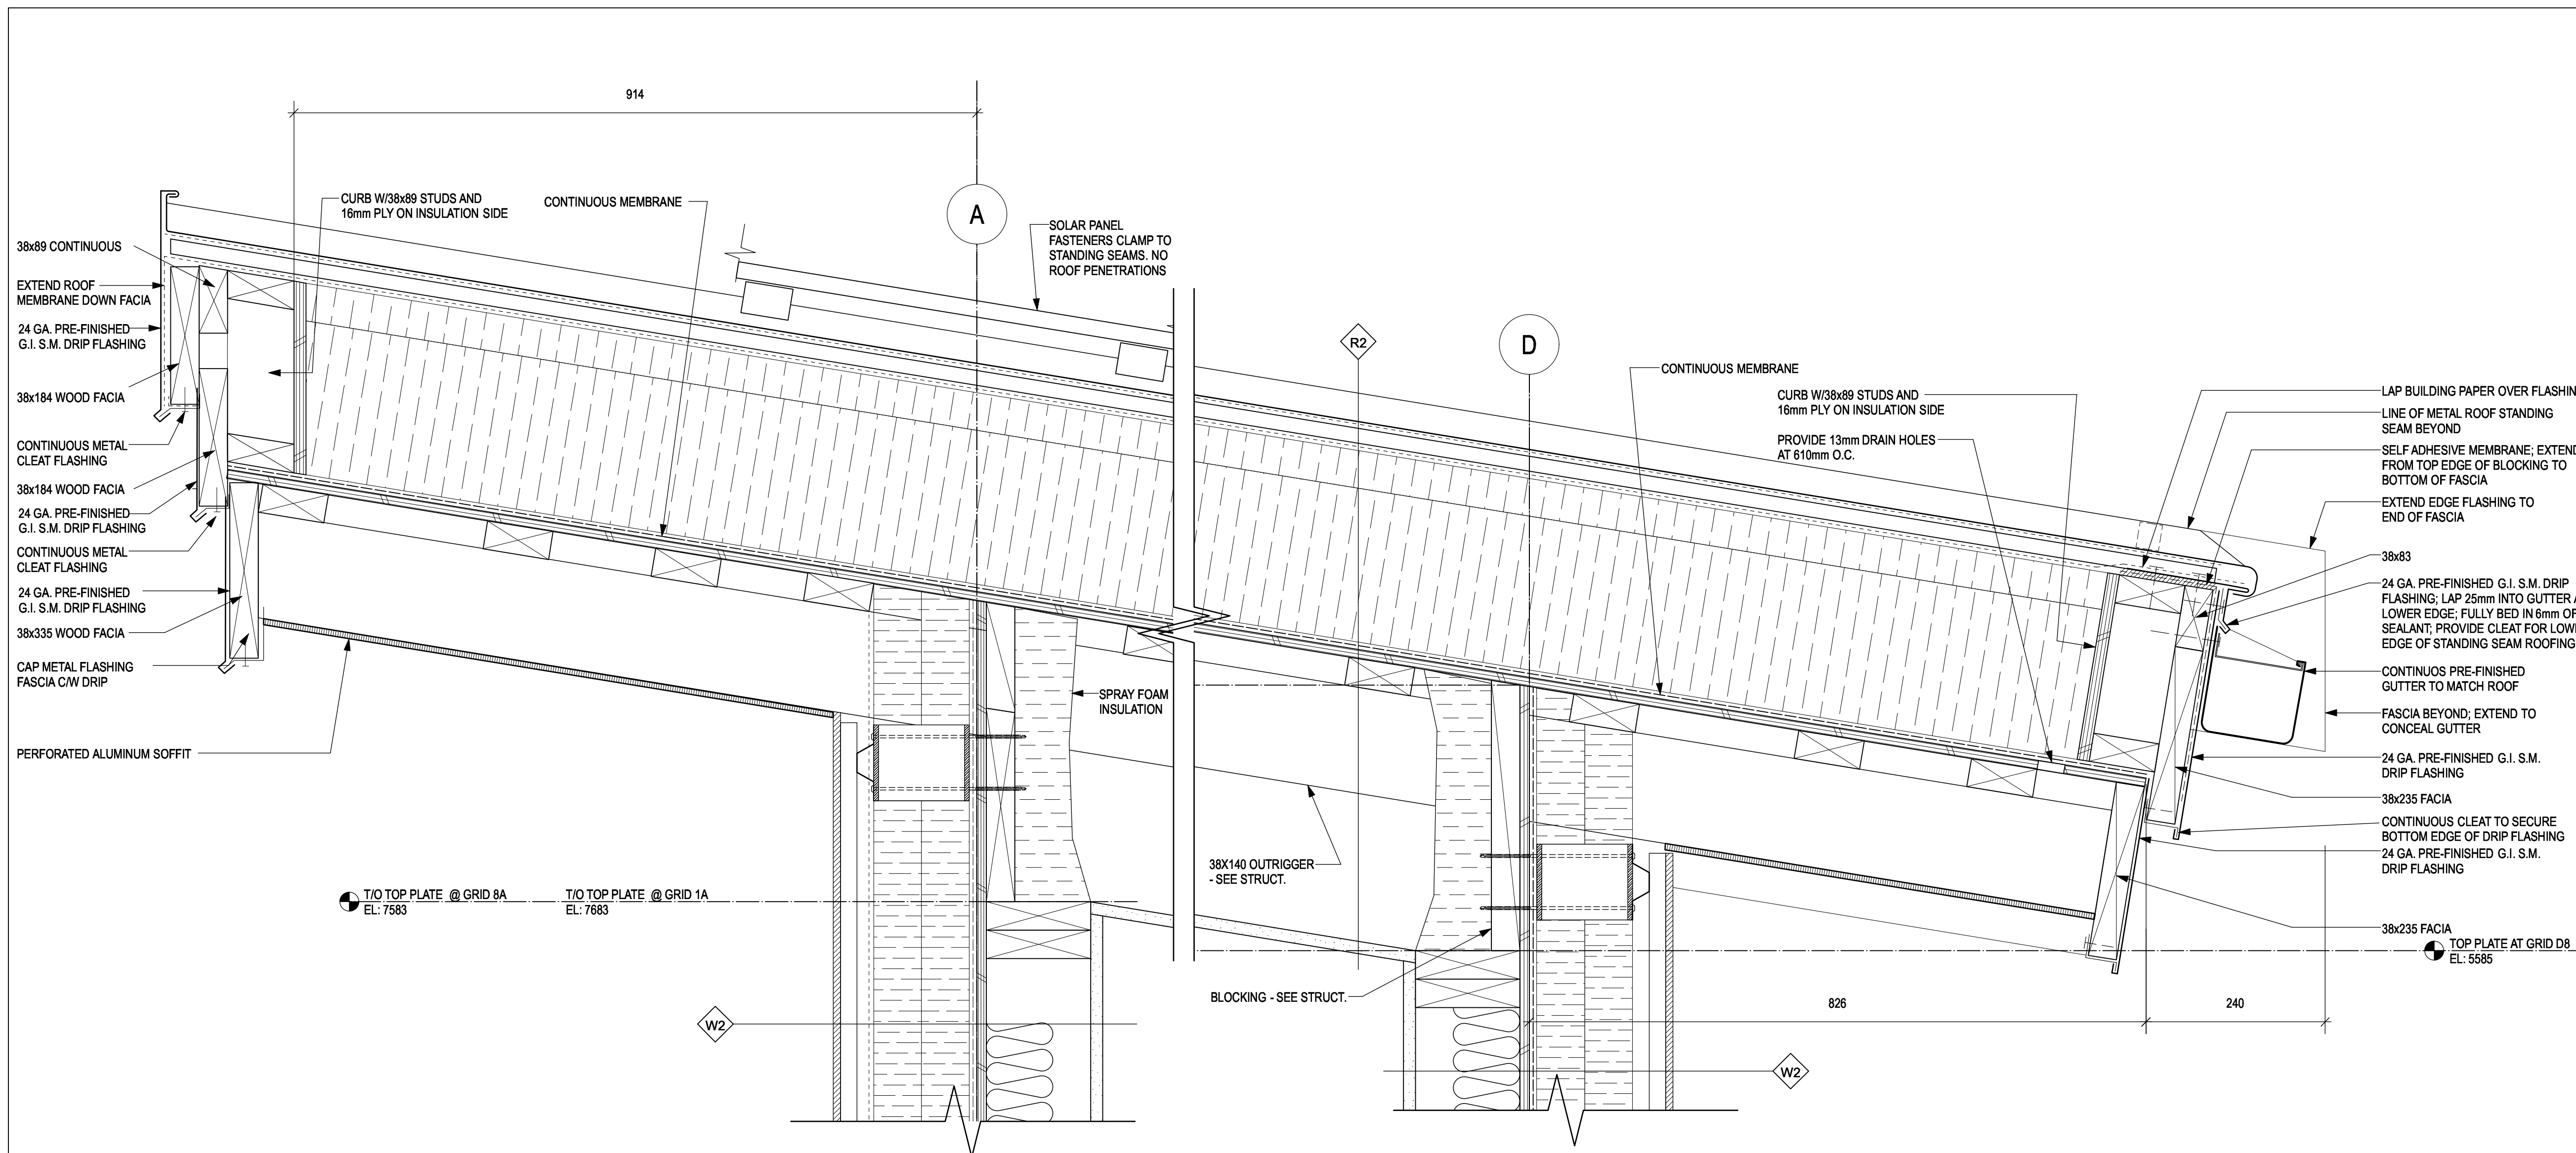 914
CURB W/38x89 STUDS AND
16mm PLY ON INSULATION SIDE
CONTINUOUS MEMBRANE
A
SOLAR PANEL
FASTENERS CLAMP TO
STANDING SEAMS. NO
ROOF PENETRATIONS
38x89 CONTINUOUS
EXTEND ROOF
MEMBRANE DOWN FACIA
24 GA. PRE-FINISHED
G.I. S.M. DRIP FLASHING
38x184 WOOD FACIA
CONTINUOUS METAL
CLEAT FLASHING
38x184 WOOD FACIA
24 GA. PRE-FINISHED
G.I. S.M. DRIP FLASHING
CONTINUOUS METAL
CLEAT FLASHING
24 GA. PRE-FINISHED
G.I. S.M. DRIP FLASHING
38x335 WOOD FACIA
CAP METAL FLASHING
FASCIA C/W DRIP
PERFORATED ALUMINUM SOFFIT
SPRAY FOAM
INSULATION
T/O TOP PLATE @ GRID 8A
EL: 7583
T/O TOP PLATE @ GRID 1A
EL: 7683
W2
R2
D
CONTINUOUS MEMBRANE
CURB W/38x89 STUDS AND
16mm PLY ON INSULATION SIDE
PROVIDE 13mm DRAIN HOLES
AT 610mm O.C.
38X140 OUTRIGGER
- SEE STRUCT.
BLOCKING - SEE STRUCT.
826
240
W2
LAP BUILDING PAPER OVER FLASHIN
LINE OF METAL ROOF STANDING
SEAM BEYOND
SELF ADHESIVE MEMBRANE; EXTEND
FROM TOP EDGE OF BLOCKING TO
BOTTOM OF FASCIA
EXTEND EDGE FLASHING TO
END OF FASCIA
38x83
24 GA. PRE-FINISHED G.I. S.M. DRIP
FLASHING; LAP 25mm INTO GUTTER
LOWER EDGE; FULLY BED IN 6mm OF
SEALANT; PROVIDE CLEAT FOR LOW
EDGE OF STANDING SEAM ROOFING
CONTINUOS PRE-FINISHED
GUTTER TO MATCH ROOF
FASCIA BEYOND; EXTEND TO
CONCEAL GUTTER
24 GA. PRE-FINISHED G.I. S.M.
DRIP FLASHING
38x235 FACIA
CONTINUOUS CLEAT TO SECURE
BOTTOM EDGE OF DRIP FLASHING
24 GA. PRE-FINISHED G.I. S.M.
DRIP FLASHING
38x235 FACIA
TOP PLATE AT GRID D8
EL: 5585